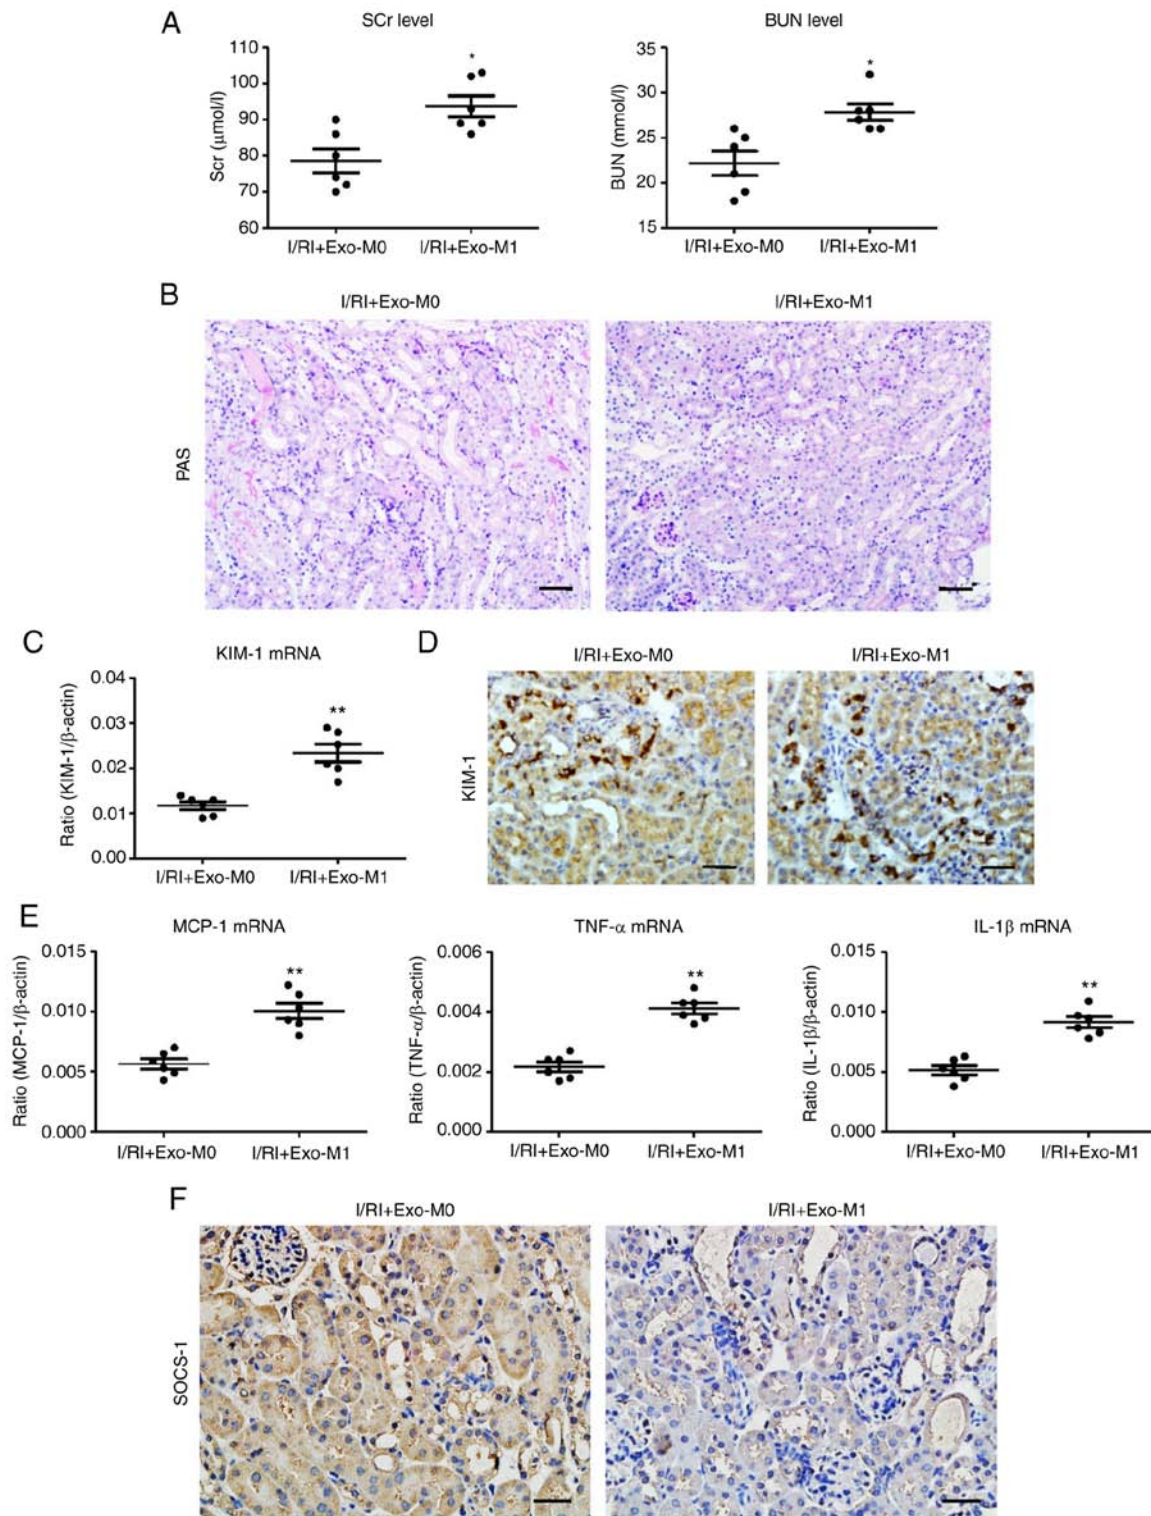 A
SCr level
BUN level
Scr (μmol/l)
110
100
90
80
70
60
*
I/RI+Exo-M0
I/RI+Exo-M1
BUN (mmol/l)
35
30
25
20
15
*
I/RI+Exo-M0
I/RI+Exo-M1
B
I/RI+Exo-M0
I/RI+Exo-M1
PAS
C
KIM-1 mRNA
Ratio (KIM-1/β-actin)
0.04
0.03
0.02
0.01
0.00
**
I/RI+Exo-M0
I/RI+Exo-M1
D
I/RI+Exo-M0
I/RI+Exo-M1
KIM-1
E
MCP-1 mRNA
Ratio (MCP-1/β-actin)
0.015
0.010
0.005
0.000
**
I/RI+Exo-M0
I/RI+Exo-M1
TNF-α mRNA
Ratio (TNF-α/β-actin)
0.006
0.004
0.002
0.000
**
I/RI+Exo-M0
I/RI+Exo-M1
IL-1β mRNA
Ratio (IL-1β/β-actin)
0.015
0.010
0.005
0.000
**
I/RI+Exo-M0
I/RI+Exo-M1
F
I/RI+Exo-M0
I/RI+Exo-M1
SOCS-1